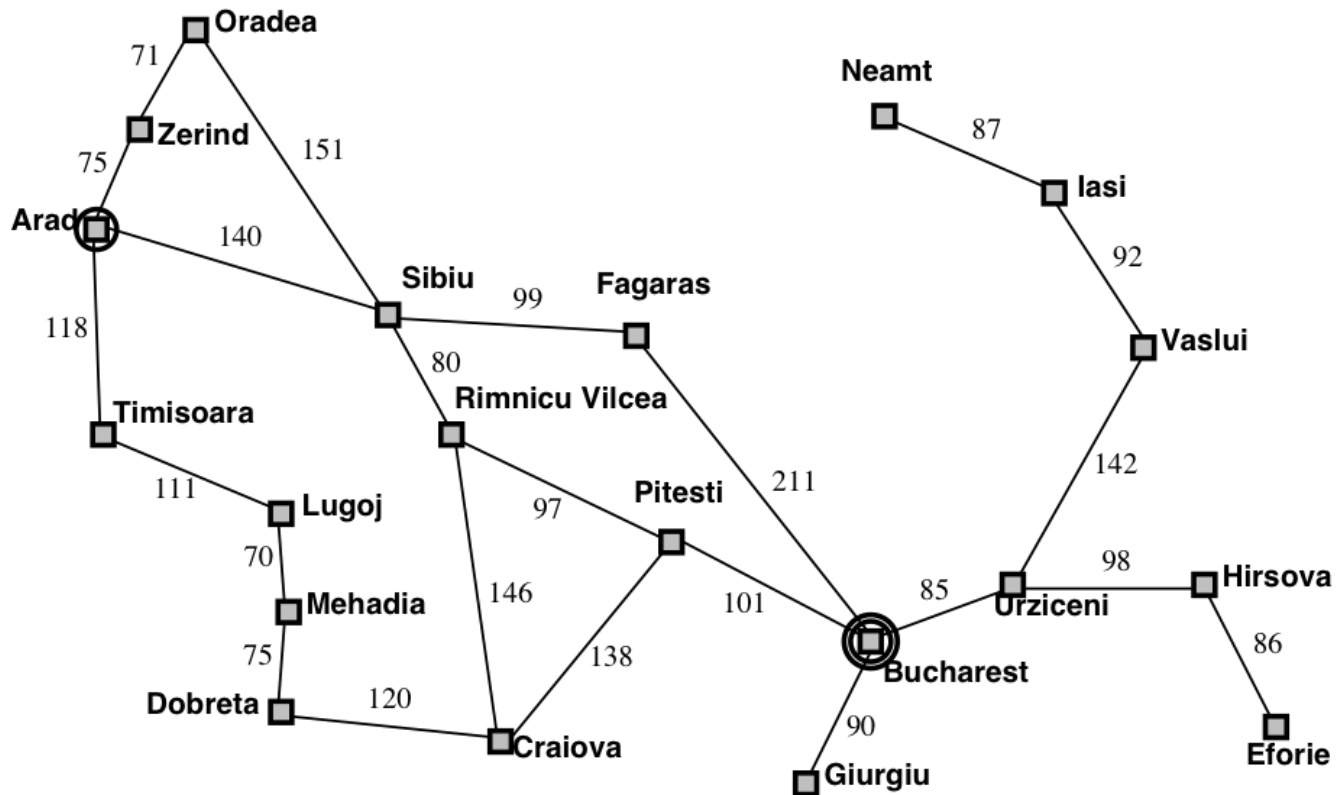 Oradea
71
Neamt
87
Zerind
151
75
Iasi
Arad
140
92
Sibiu
Fagaras
99
118
Vaslui
80
Rimnicu Vilcea
Timisoara
142
211
111
Pitesti
Lugoj
97
70
98
Hirsova
146
85
Mehadia
101
Urziceni
86
75
138
Bucharest
Dobreta
120
90
Craiova
Eforie
Giurgiu